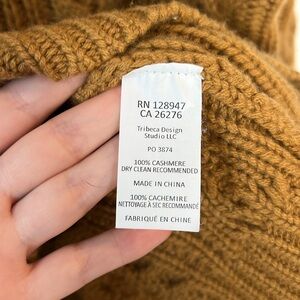 RN 128947
CA 26276
Tribeca Design
Studio LLC
PO 3874
100% CASHMERE
DRY CLEAN RECOMMENDED
MADE IN CHINA
100% CACHEMIRE
NETTOYAGE À SEC RECOMMANDÉ
FABRIQUÉ EN CHINE